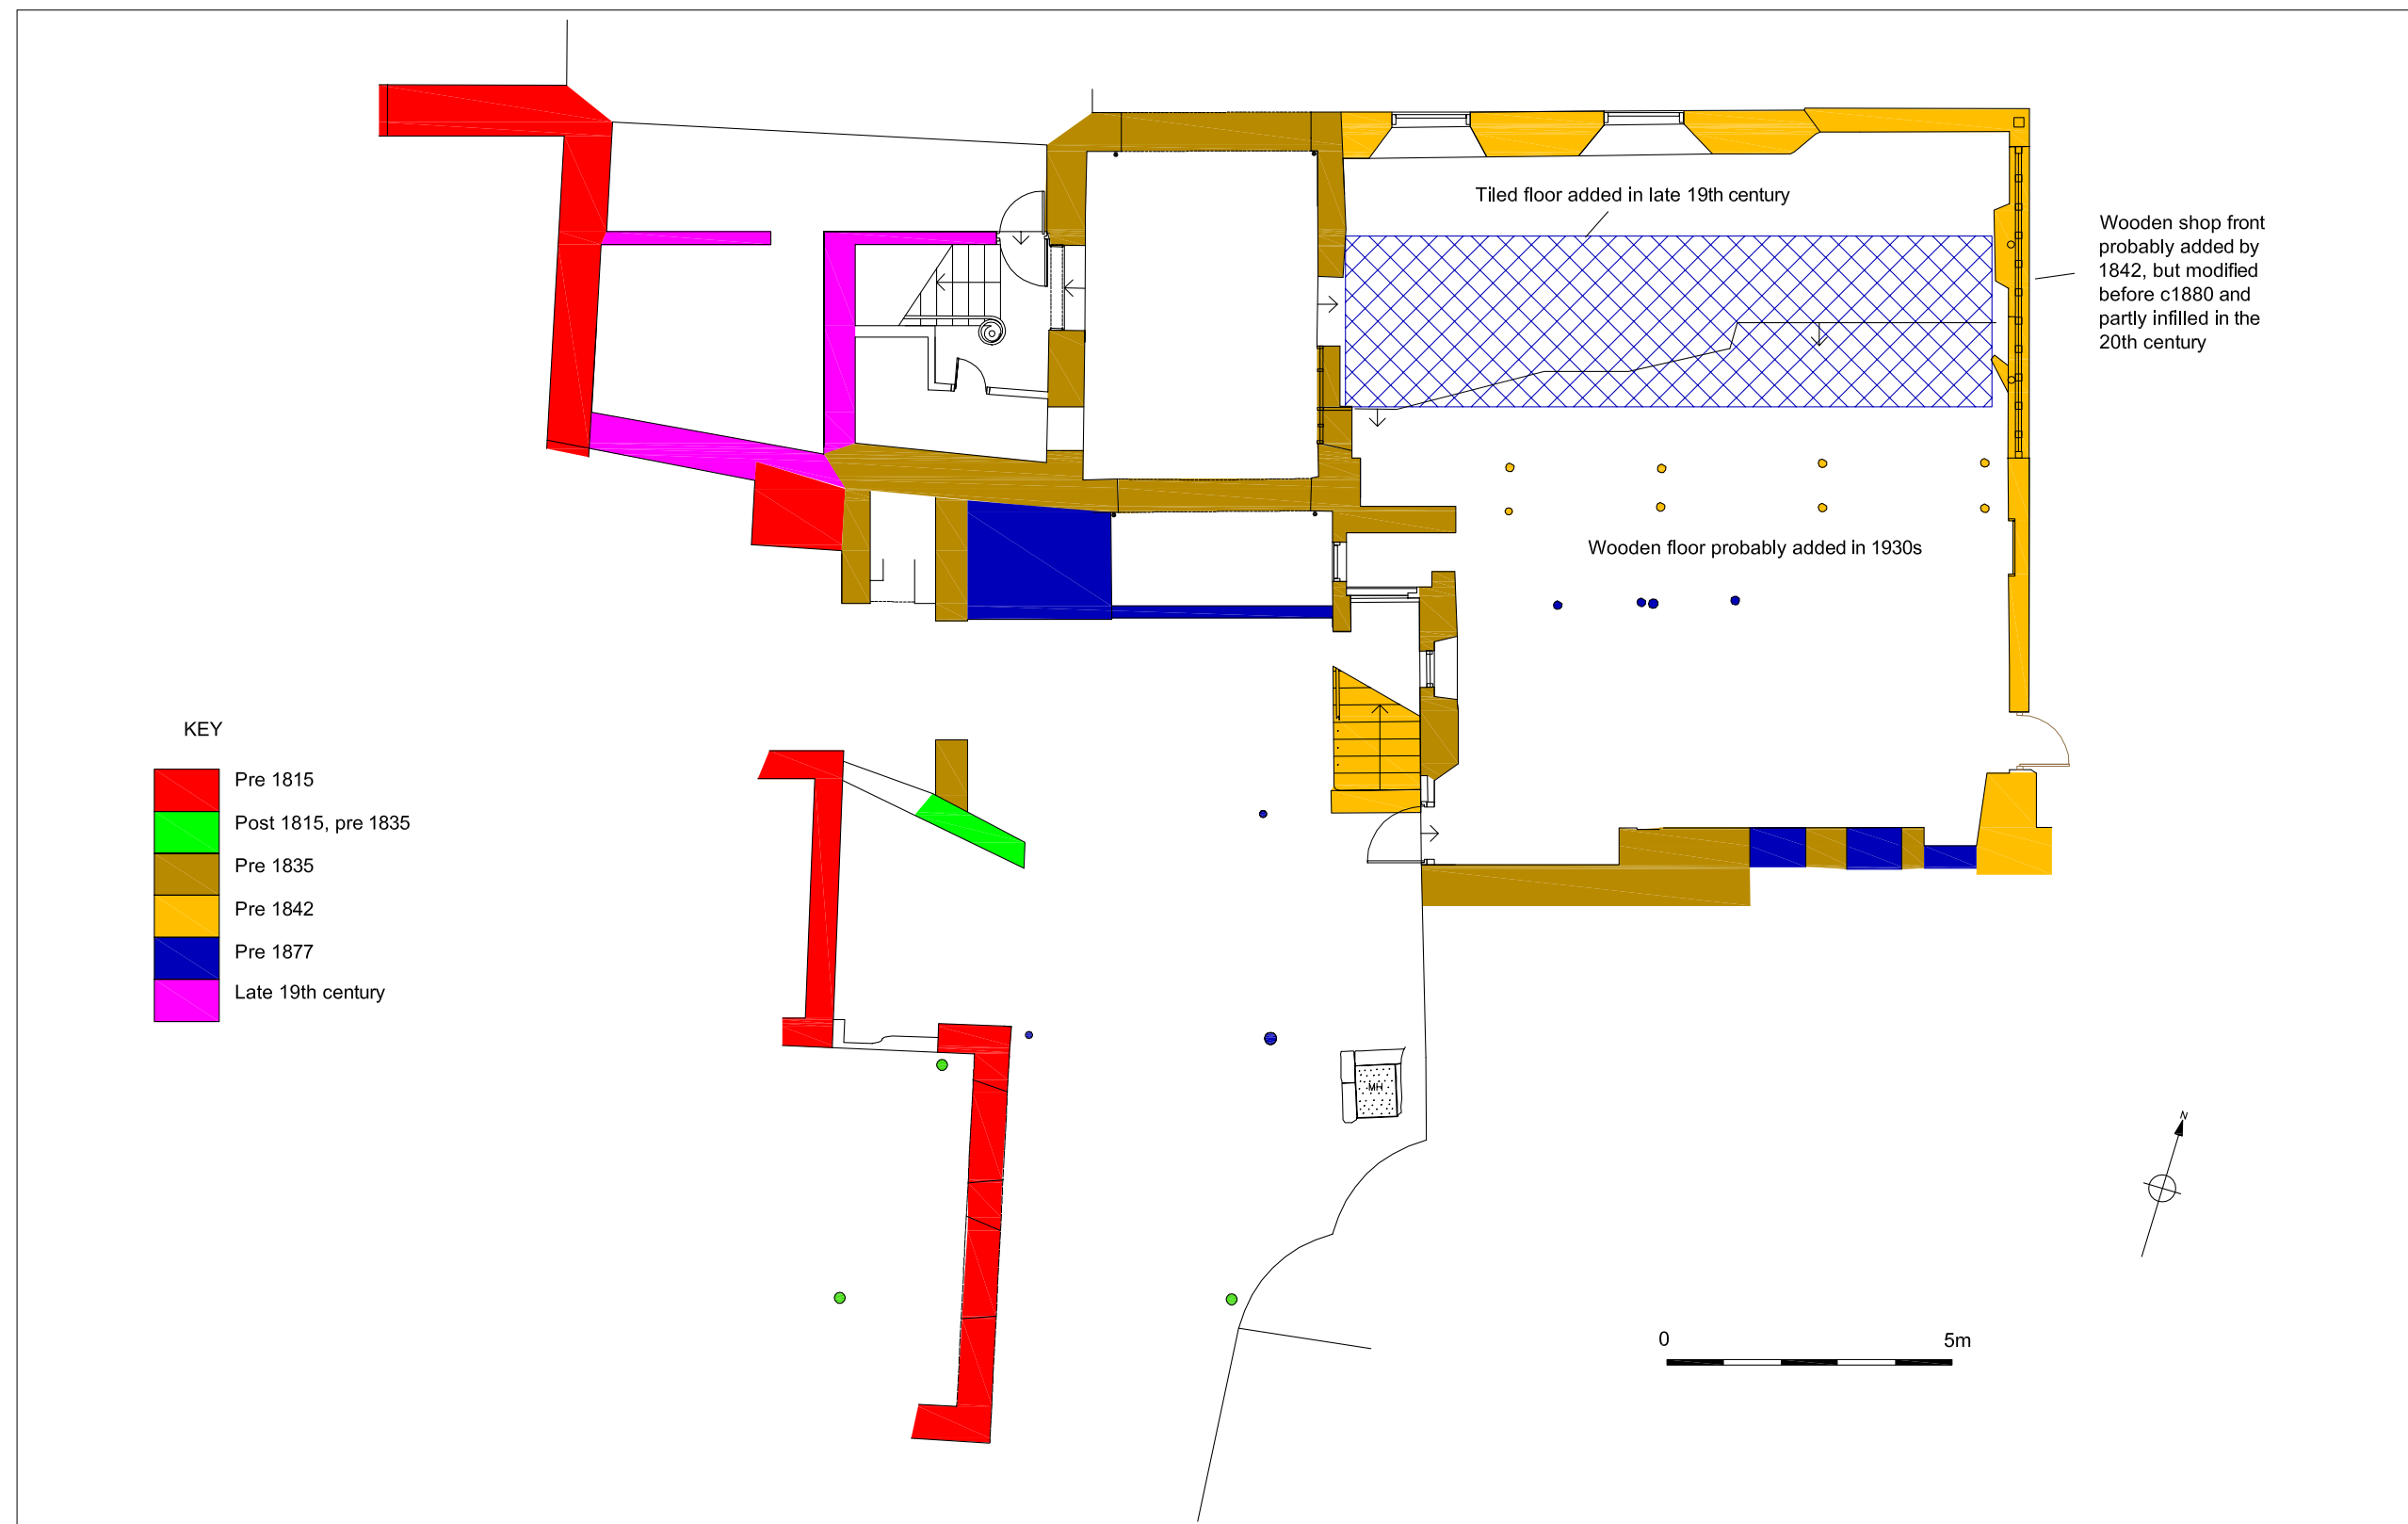 Tiled floor added in late 19th century
Wooden shop front
probably added by
1842, but modified
before c1880 and
partly infilled in the
20th century
Wooden floor probably added in 1930s
KEY
Pre 1815
Post 1815, pre 1835
Pre 1835
Pre 1842
Pre 1877
Late 19th century
MH
N
0 5m